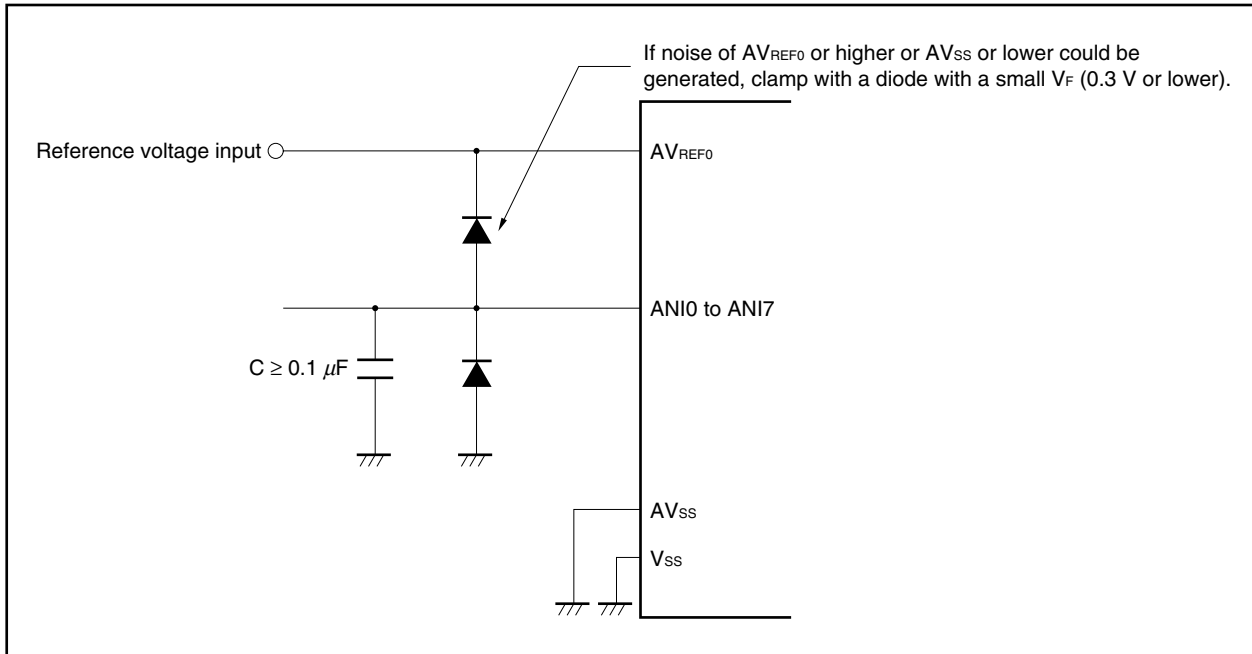 If noise of AVREF0 or higher or AVSS or lower could be
generated, clamp with a diode with a small VF (0.3 V or lower).
Reference voltage input
AVREF0
ANI0 to ANI7
C ≥ 0.1 μF
AVSS
VSS